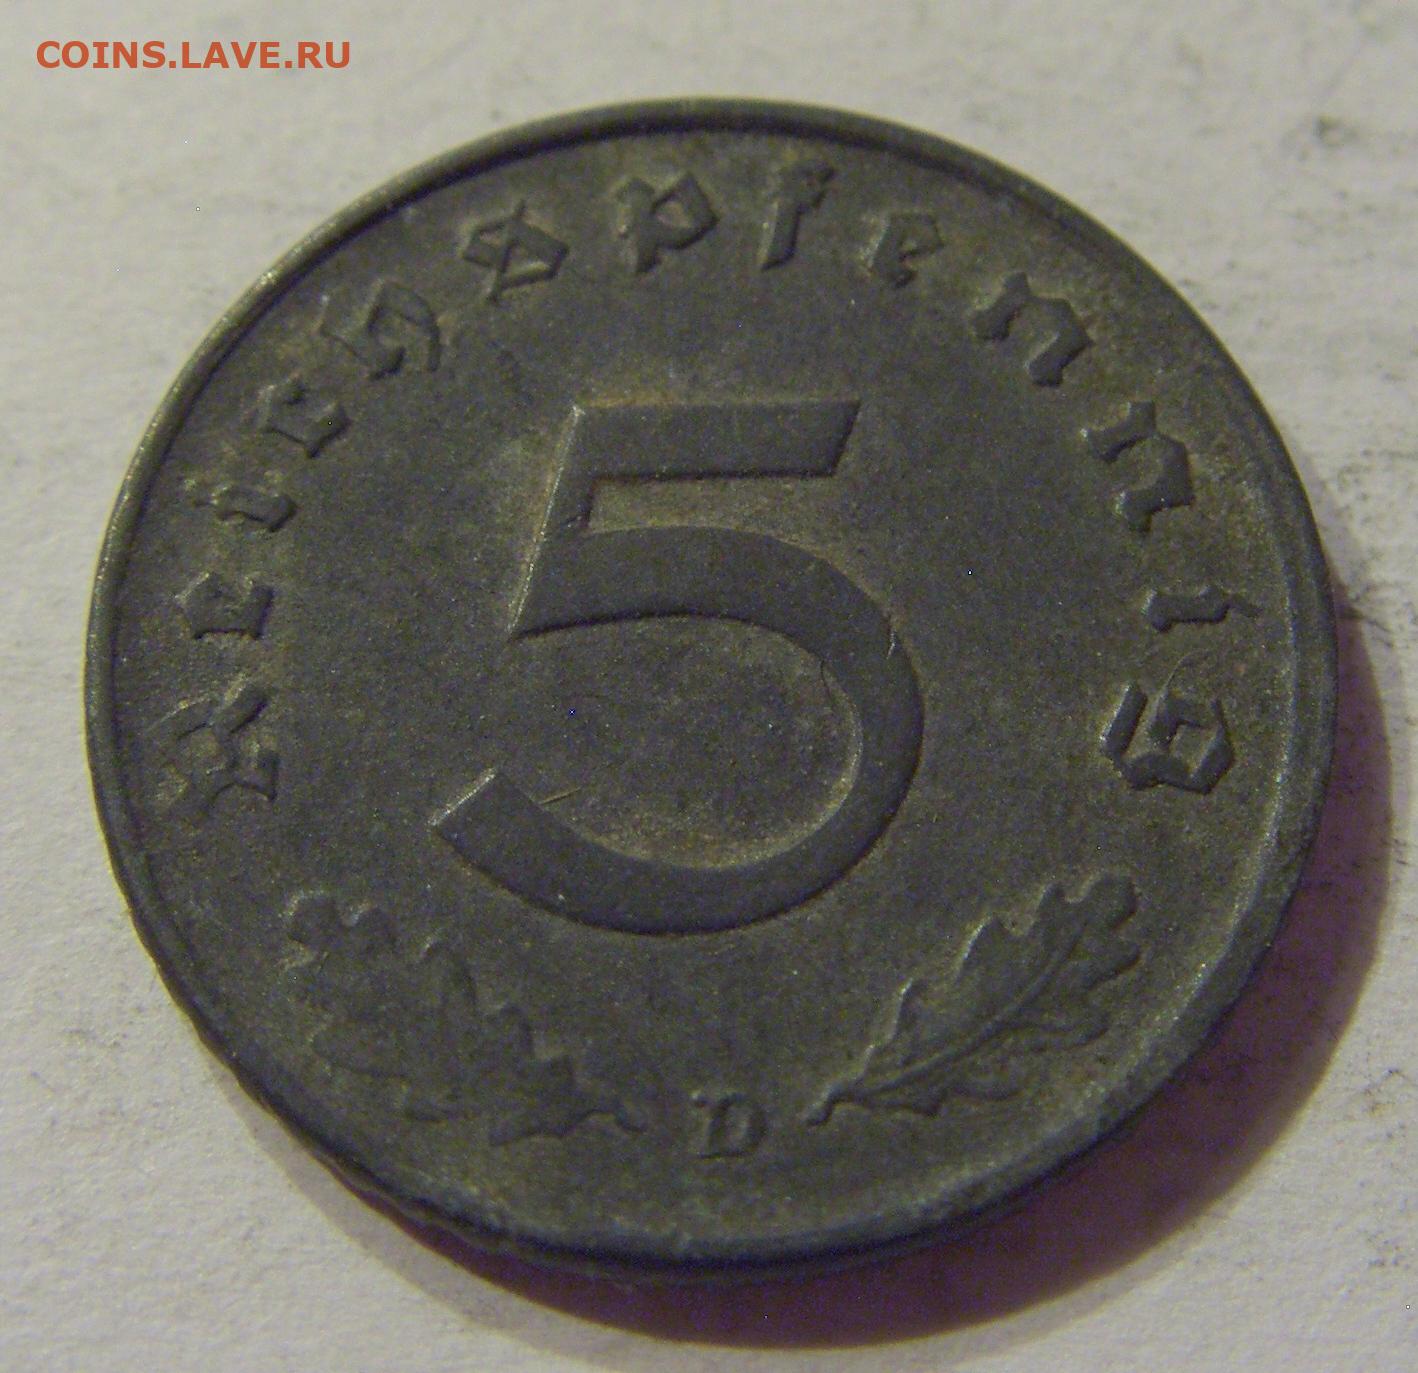 COINS.LAVE.RU
Reichspfennig
5
D